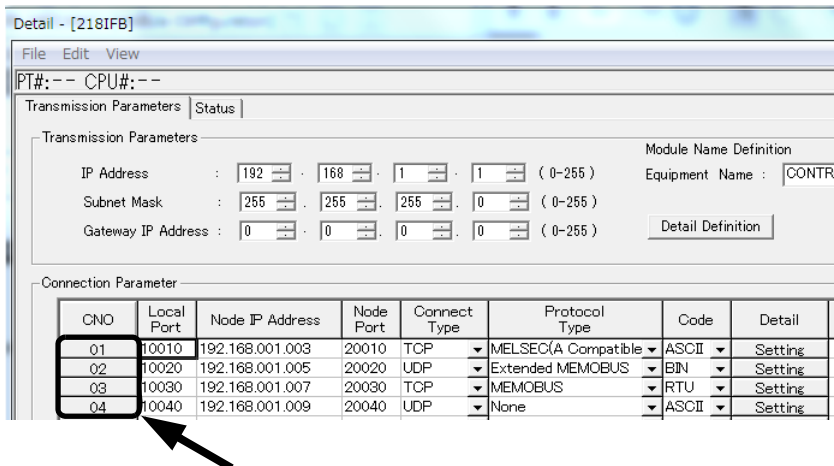 Detail - [218IFB]
File Edit View
PT#:-- CPU#:--
Transmission Parameters Status
Transmission Parameters
Module Name Definition
IP Address : 192 . 168 . 1 . 1 ( 0-255 ) Equipment Name : CONTR
Subnet Mask : 255 . 255 . 255 . 0 ( 0-255 )
Gateway IP Address : 0 . 0 . 0 . 0 ( 0-255 ) Detail Definition
Connection Parameter
CNO Local Port Node IP Address Node Port Connect Type Protocol Type Code Detail
01 10010 192.168.001.003 20010 TCP MELSEC(A Compatible ASCII Setting
02 10020 192.168.001.005 20020 UDP Extended MEMOBUS BIN Setting
03 10030 192.168.001.007 20030 TCP MEMOBUS RTU Setting
04 10040 192.168.001.009 20040 UDP None ASCII Setting